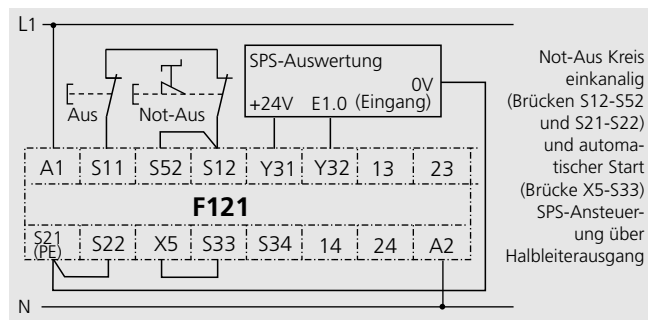 L1
SPS-Auswertung
0V
+24V E1.0 (Eingang)
Aus Not-Aus
A1 S11 S52 S12 Y31 Y32 13 23
F121
S21
(PE) S22 X5 S33 S34 14 24 A2
N
Not-Aus Kreis
einkanalig
(Brücken S12-S52
und S21-S22)
und automa-
tischer Start
(Brücke X5-S33)
SPS-Ansteuer-
ung über
Halbleiterausgang